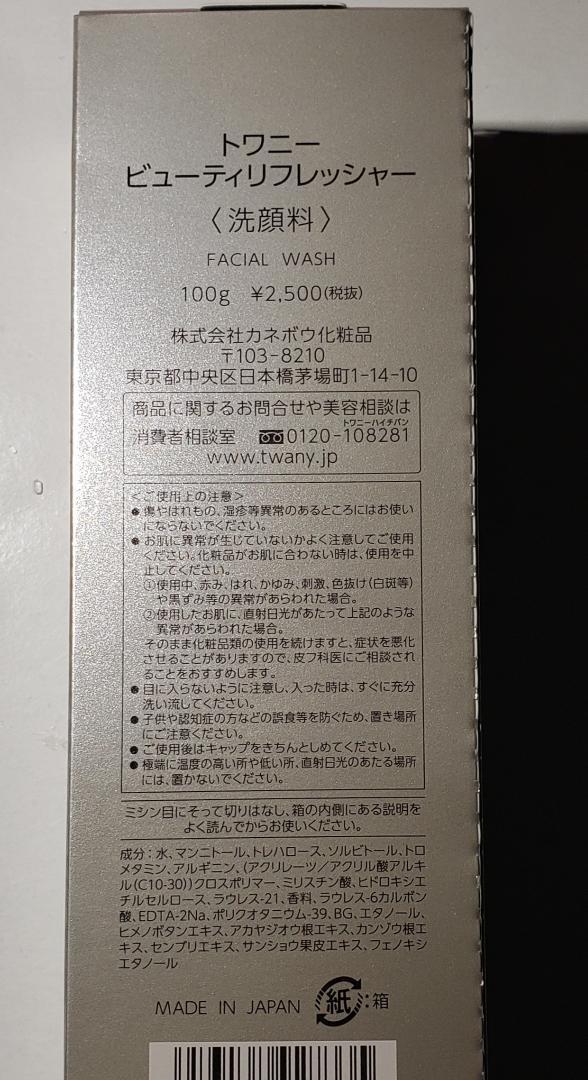 トワニー
ビューティリフレッシャー
〈洗顔料〉
FACIAL WASH
100g ¥2,500(税抜)
株式会社カネボウ化粧品
〒103-8210
東京都中央区日本橋茅場町1-14-10
商品に関するお問合せや美容相談は
トワニーハイチバン
消費者相談室 0120-108281
www.twany.jp
<ご使用上の注意>
●傷やはれもの、湿疹等異常のあるところにはお使い
にならないでください。
●お肌に異常が生じていないかよく注意してご使用
ください。化粧品がお肌に合わない時は、使用を中
止してください。
①使用中、赤み、はれ、かゆみ、刺激、色抜け(白斑等)
や黒ずみ等の異常があらわれた場合。
②使用したお肌に、直射日光があたって上記のような
異常があらわれた場合。
そのまま化粧品類の使用を続けますと、症状を悪化
させることがありますので、皮フ科医にご相談され
ることをおすすめします。
●目に入らないように注意し、入った時は、すぐに充分
洗い流してください。
●子供や認知症の方などの誤食等を防ぐため、置き場所
にご注意ください。
●ご使用後はキャップをきちんとしめてください。
●極端に温度の高い所や低い所、直射日光のあたる場所
には、置かないでください。
ミシン目にそって切りはなし、箱の内側にある説明を
よく読んでからお使いください。
成分:水、マンニトール、トレハロース、ソルビトール、トロ
メタミン、アルギニン、(アクリレーツ/アクリル酸アルキ
ル(C10-30))クロスポリマー、ミリスチン酸、ヒドロキシエ
チルセルロース、ラウレス-21、香料、ラウレス-6カルボン
酸、EDTA-2Na、ポリクオタニウム-39、BG、エタノール、
ヒメノボタンエキス、アカヤジオウ根エキス、カンゾウ根エ
キス、センブリエキス、サンショウ果皮エキス、フェノキシ
エタノール
MADE IN JAPAN 紙:箱